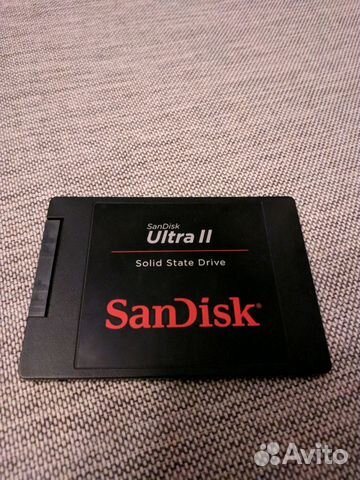 SanDisk
Ultra II
Solid State Drive
SanDisk®
Avito